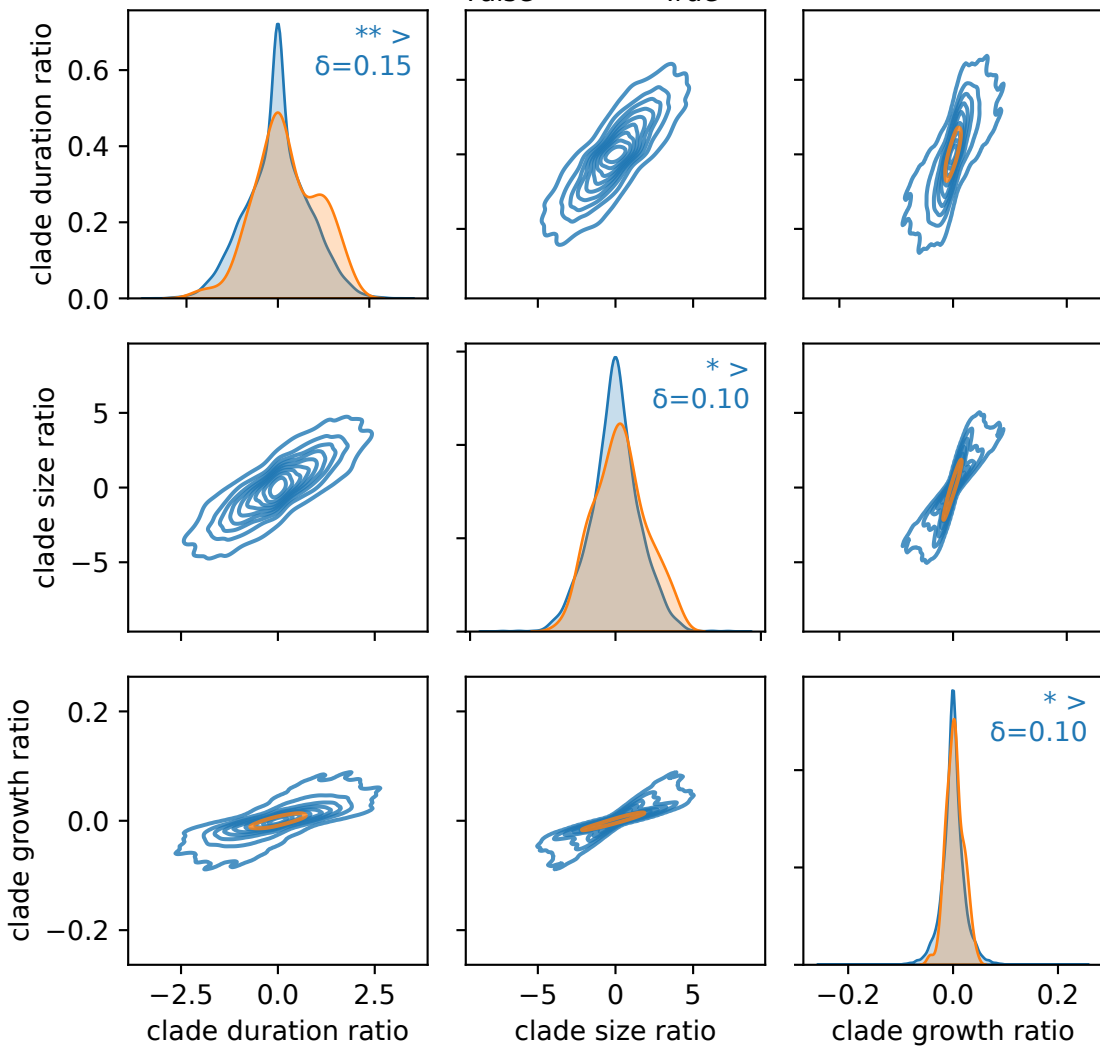 False True
clade duration ratio
0.6
0.4
0.2
0.0
** >
δ=0.15
clade size ratio
5
0
−5
* >
δ=0.10
clade growth ratio
0.2
0.0
−0.2
* >
δ=0.10
−2.5 0.0 2.5
−5 0 5
−0.2 0.0 0.2
clade duration ratio
clade size ratio
clade growth ratio